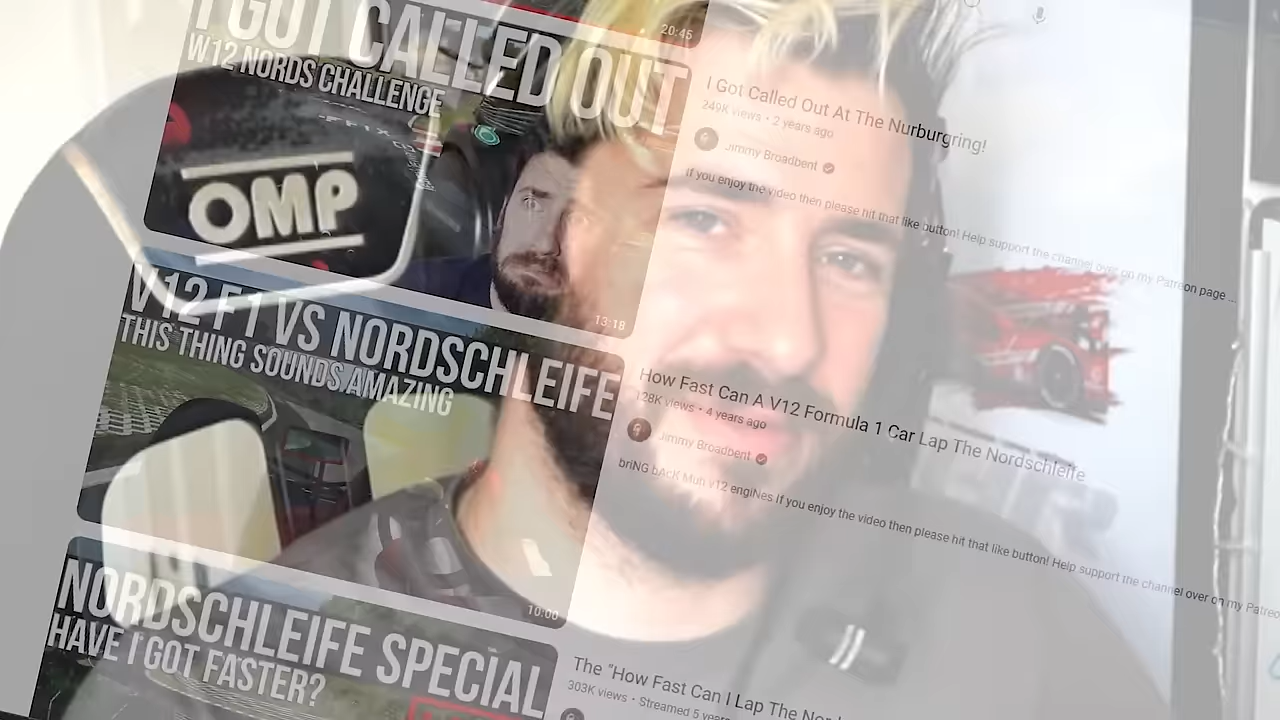 I GOT CALLED OUT
W12 NORDS CHALLENGE
20:45
OMP
13:18
I Got Called Out At The Nurburgring!
249K views • 2 years ago
Jimmy Broadbent
If you enjoy the video then please hit that like button! Help support the channel over on my Patreon page ...
V12 F1 VS NORDSCHLEIFE
THIS THING SOUNDS AMAZING
10:00
How Fast Can A V12 Formula 1 Car Lap The Nordschleife
128K views • 4 years ago
Jimmy Broadbent
briNG bAcK Muh v12 engiNes If you enjoy the video then please hit that like button! Help support the channel over on my Patreo
NORDSCHLEIFE SPECIAL
HAVE I GOT FASTER?
The "How Fast Can I Lap The Nor
303K views • Streamed 5 years